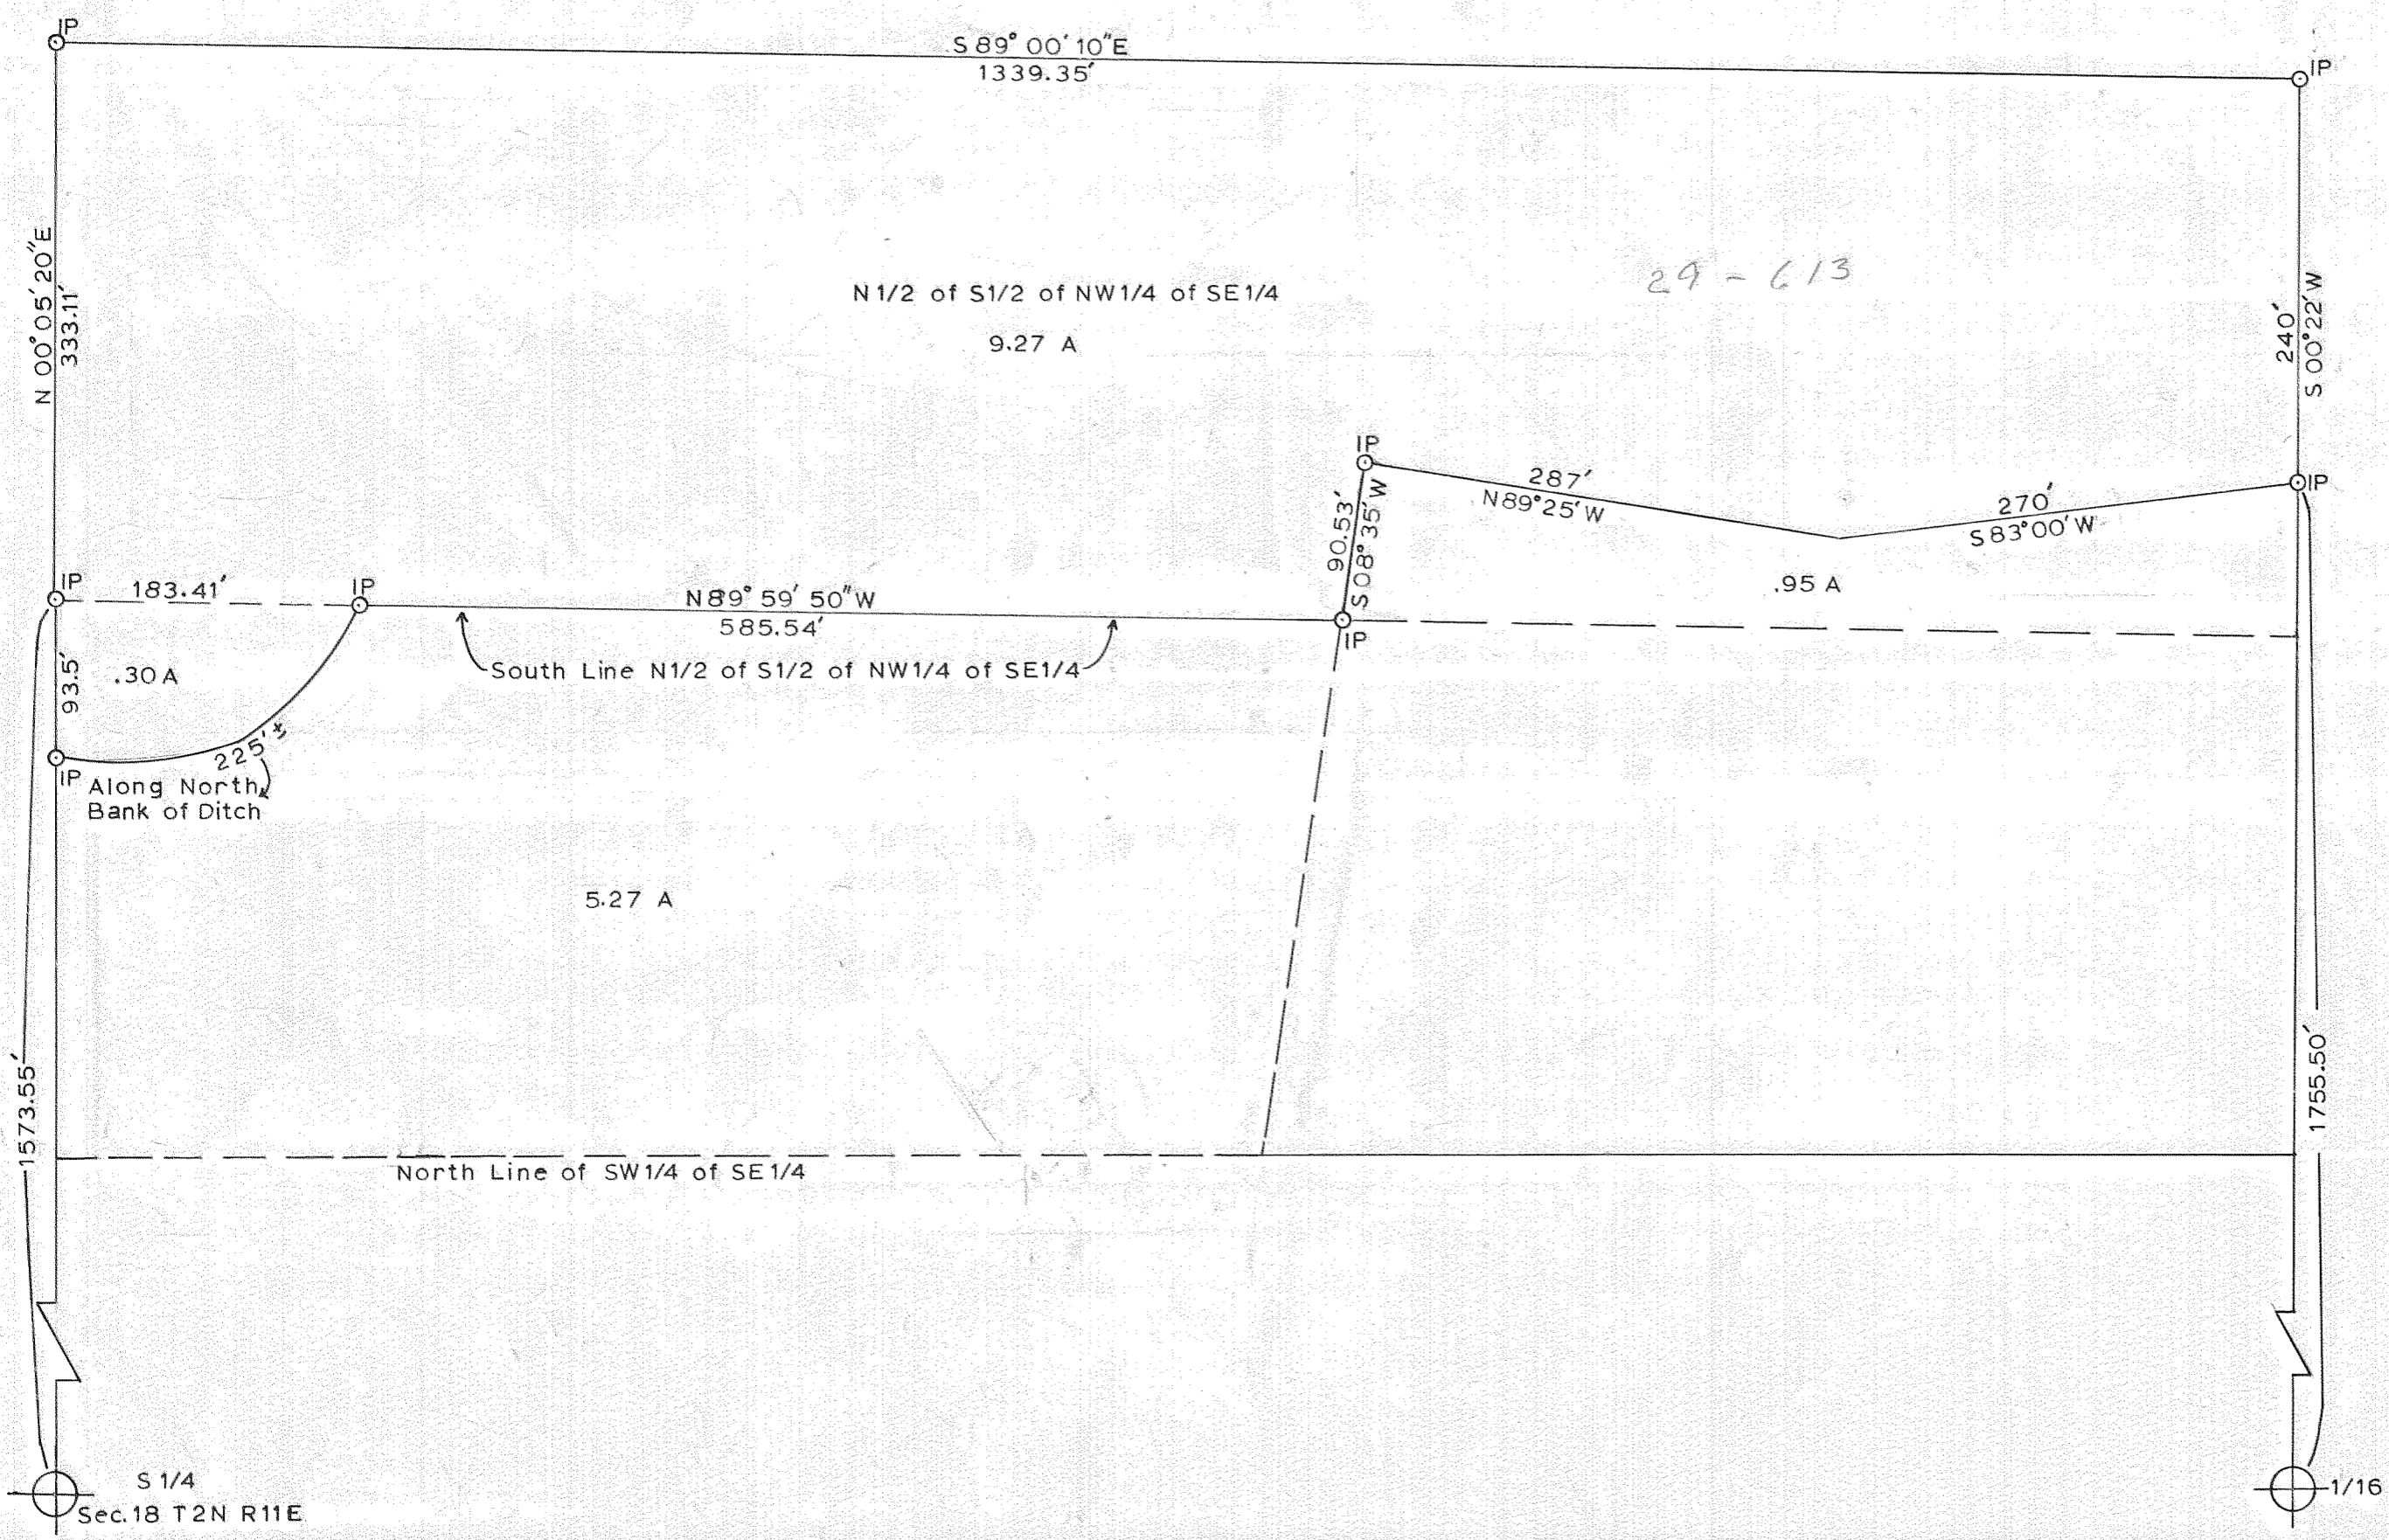 IP
S 89° 00' 10"E
1339.35'
IP
N 00° 05' 20"E
333.11'
N 1/2 of S1/2 of NW1/4 of SE1/4
9.27 A
29 - 613
240'
S 00° 22' W
IP
287'
N89°25'W
270'
S83°00'W
IP
90.53'
S 08° 35' W
.95 A
IP
183.41'
IP
N89° 59' 50"W
585.54'
IP
South Line N1/2 of S1/2 of NW1/4 of SE1/4
93.5'
.30 A
225' ±
IP
Along North
Bank of Ditch
5.27 A
1573.55'
1755.50'
North Line of SW1/4 of SE1/4
S 1/4
Sec.18 T2N R11E
1/16